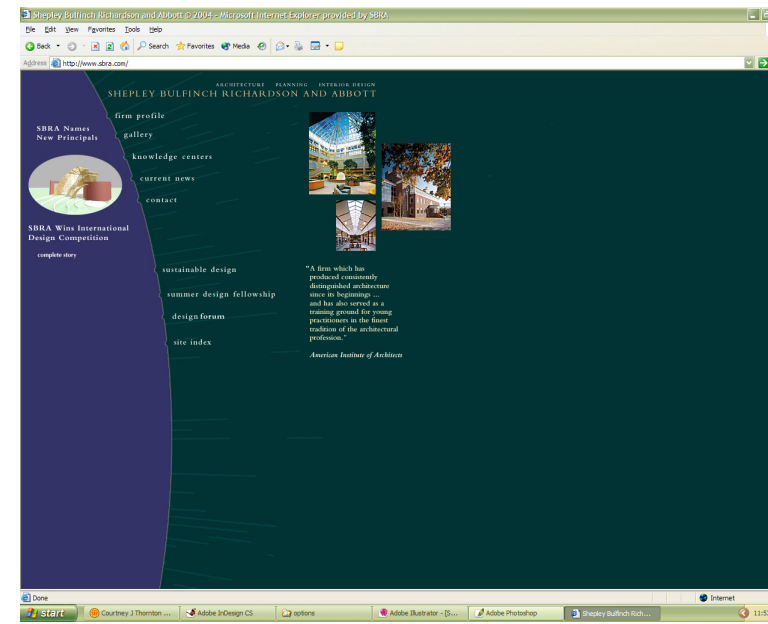 Shepley Bulfinch Richardson and Abbott © 2004 - Microsoft Internet Explorer provided by SBRA
File Edit View Favorites Tools Help
Back Search Favorites Media
Address http://www.sbra.com/
ARCHITECTURE PLANNING INTERIOR DESIGN
SHEPLEY BULFINCH RICHARDSON AND ABBOTT
SBRA Names
New Principals
SBRA Wins International
Design Competition
complete story
firm profile
gallery
knowledge centers
current news
contact
sustainable design
summer design fellowship
design forum
site index
"A firm which has
produced consistently
distinguished architecture
since its beginnings ...
and has also served as a
training ground for young
practitioners in the finest
tradition of the architectural
profession."
American Institute of Architects
Done Internet
start Courtney J Thornton ... Adobe InDesign CS options Adobe Illustrator - [S... Adobe Photoshop Shepley Bulfinch Rich...